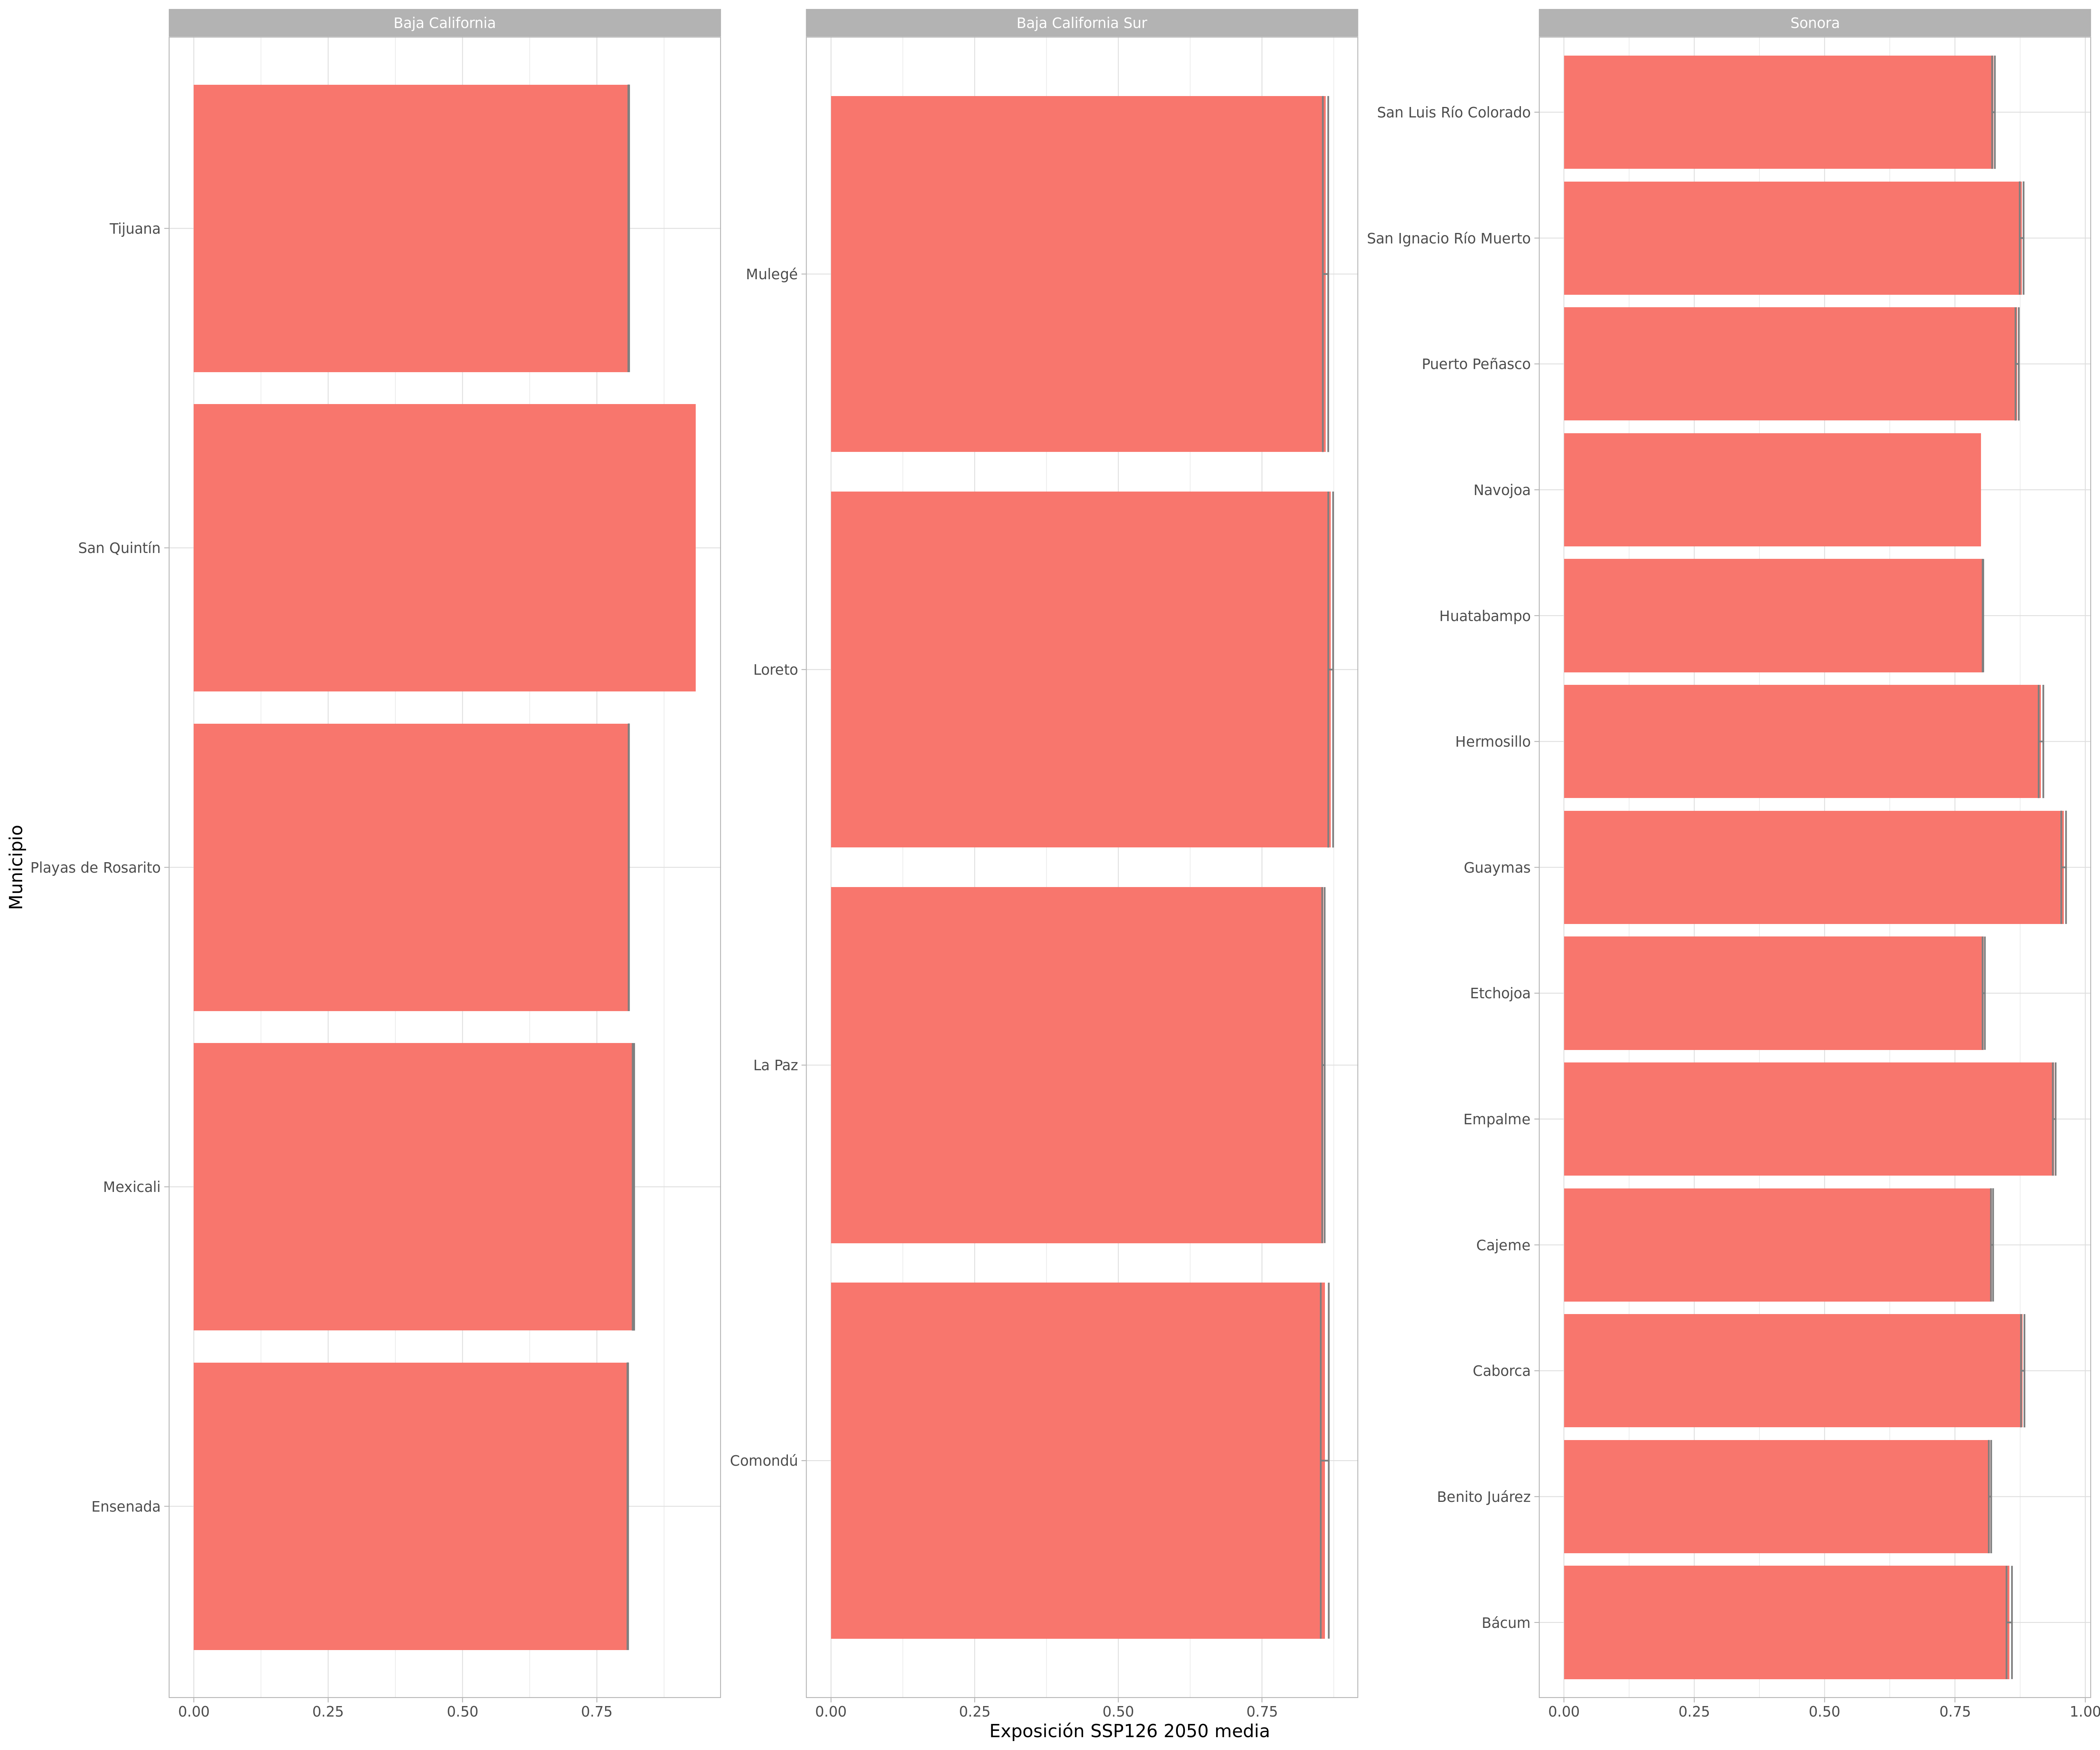 Baja California
Baja California Sur
Sonora
Municipio
Tijuana
San Quintín
Playas de Rosarito
Mexicali
Ensenada
0.00 0.25 0.50 0.75
Mulegé
Loreto
La Paz
Comondú
0.00 0.25 0.50 0.75
San Luis Río Colorado
San Ignacio Río Muerto
Puerto Peñasco
Navojoa
Huatabampo
Hermosillo
Guaymas
Etchojoa
Empalme
Cajeme
Caborca
Benito Juárez
Bácum
0.00 0.25 0.50 0.75 1.00
Exposición SSP126 2050 media